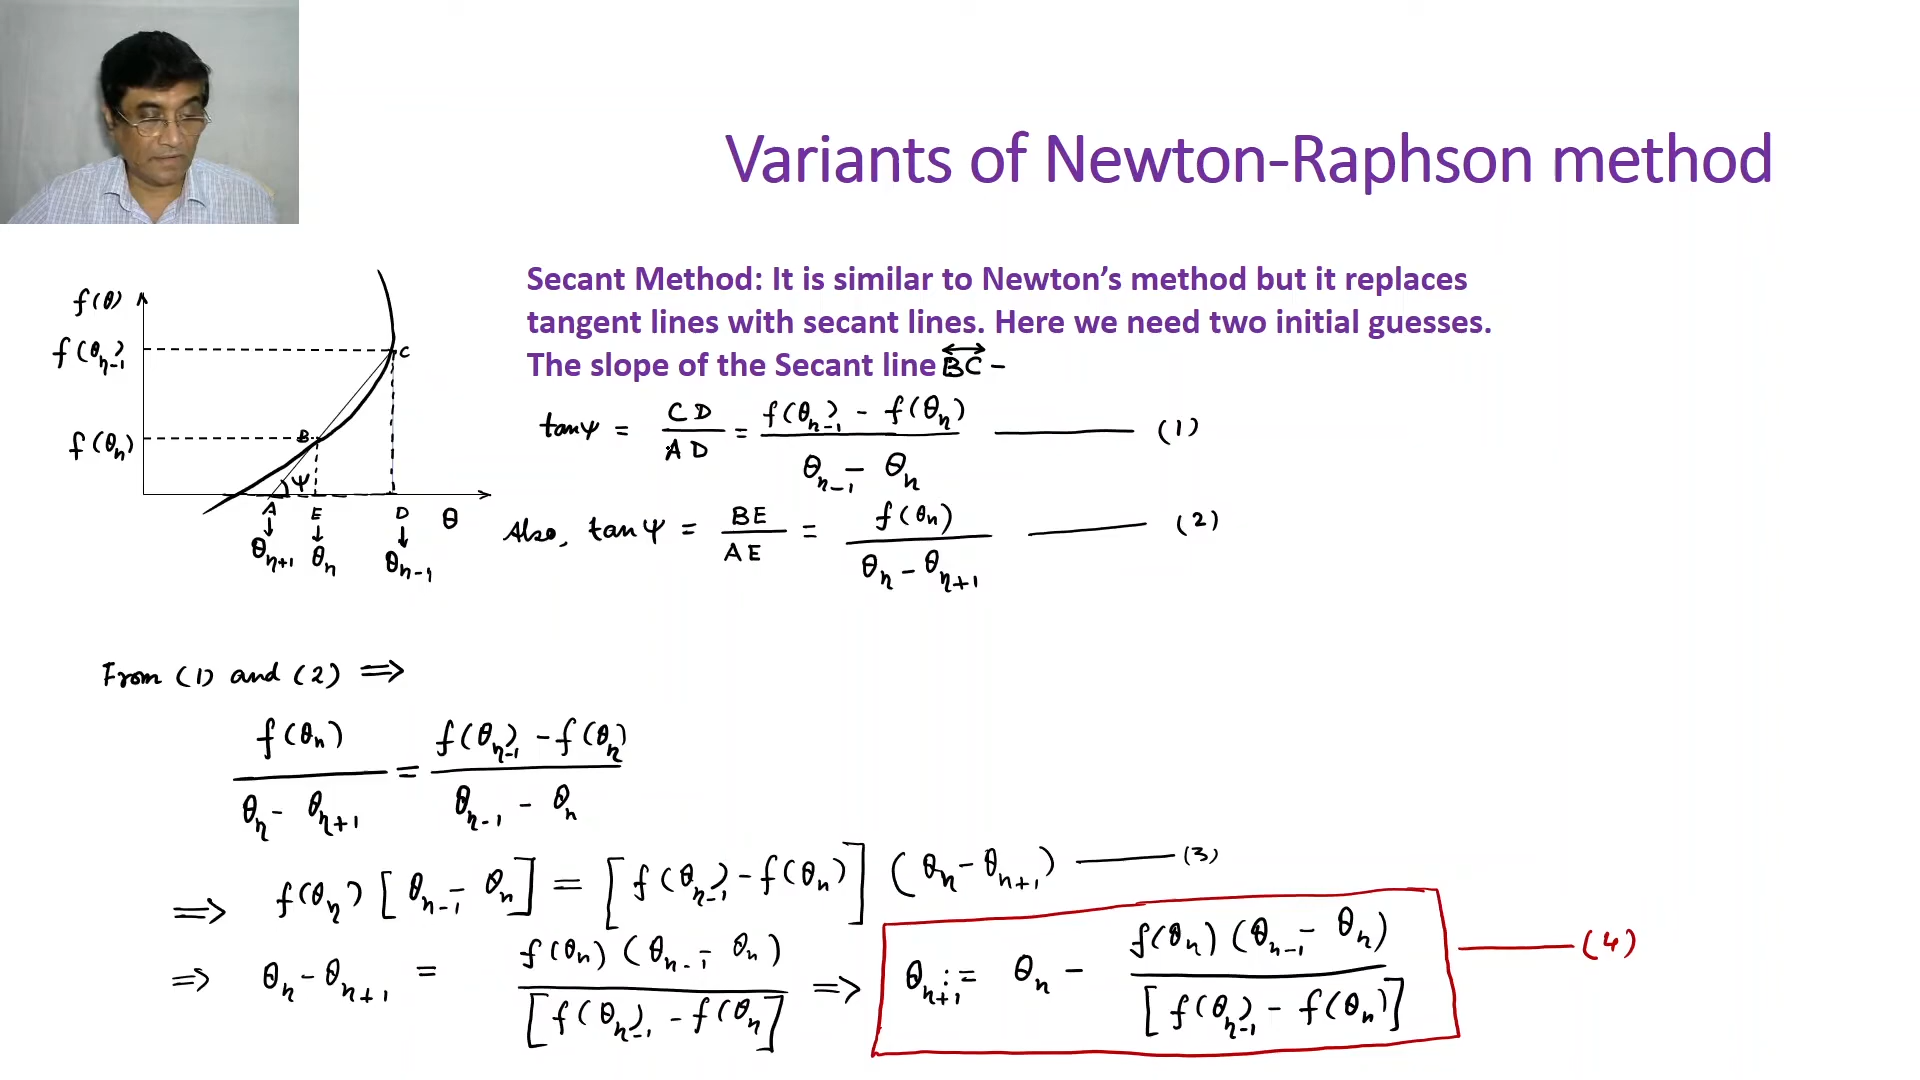 Variants of Newton-Raphson method
Secant Method: It is similar to Newton’s method but it replaces
tangent lines with secant lines. Here we need two initial guesses.
The slope of the Secant line BC –
f(θ)
f(θₙ₋₁)
f(θₙ)
C
B
ψ
A E D θ
θₙ₊₁ θₙ θₙ₋₁
tanψ = CD/AD = (f(θₙ₋₁) - f(θₙ))/(θₙ₋₁ - θₙ) —— (1)
Also, tanψ = BE/AE = f(θₙ)/(θₙ - θₙ₊₁) —— (2)
From (1) and (2) ⟹
f(θₙ)/(θₙ - θₙ₊₁) = (f(θₙ₋₁) - f(θₙ))/(θₙ₋₁ - θₙ)
⟹ f(θₙ) [θₙ₋₁ - θₙ] = [f(θₙ₋₁) - f(θₙ)] (θₙ - θₙ₊₁) —— (3)
⟹ θₙ - θₙ₊₁ = f(θₙ) (θₙ₋₁ - θₙ)/[f(θₙ₋₁) - f(θₙ)] ⟹ θₙ₊₁ := θₙ - f(θₙ) (θₙ₋₁ - θₙ)/[f(θₙ₋₁) - f(θₙ)] —— (4)